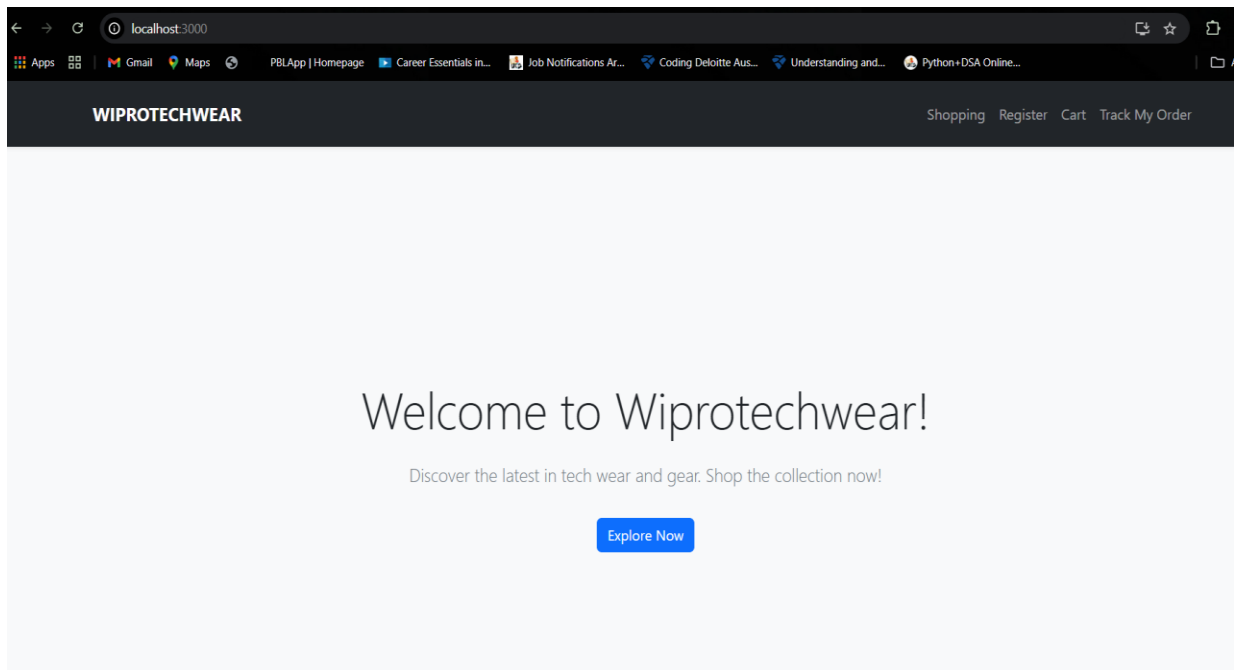 localhost:3000
Apps Gmail Maps PBLApp | Homepage Career Essentials in... Job Notifications Ar... Coding Deloitte Aus... Understanding and... Python+DSA Online...
WIPROTECHWEAR Shopping Register Cart Track My Order
Welcome to Wiprotechwear!
Discover the latest in tech wear and gear. Shop the collection now!
Explore Now